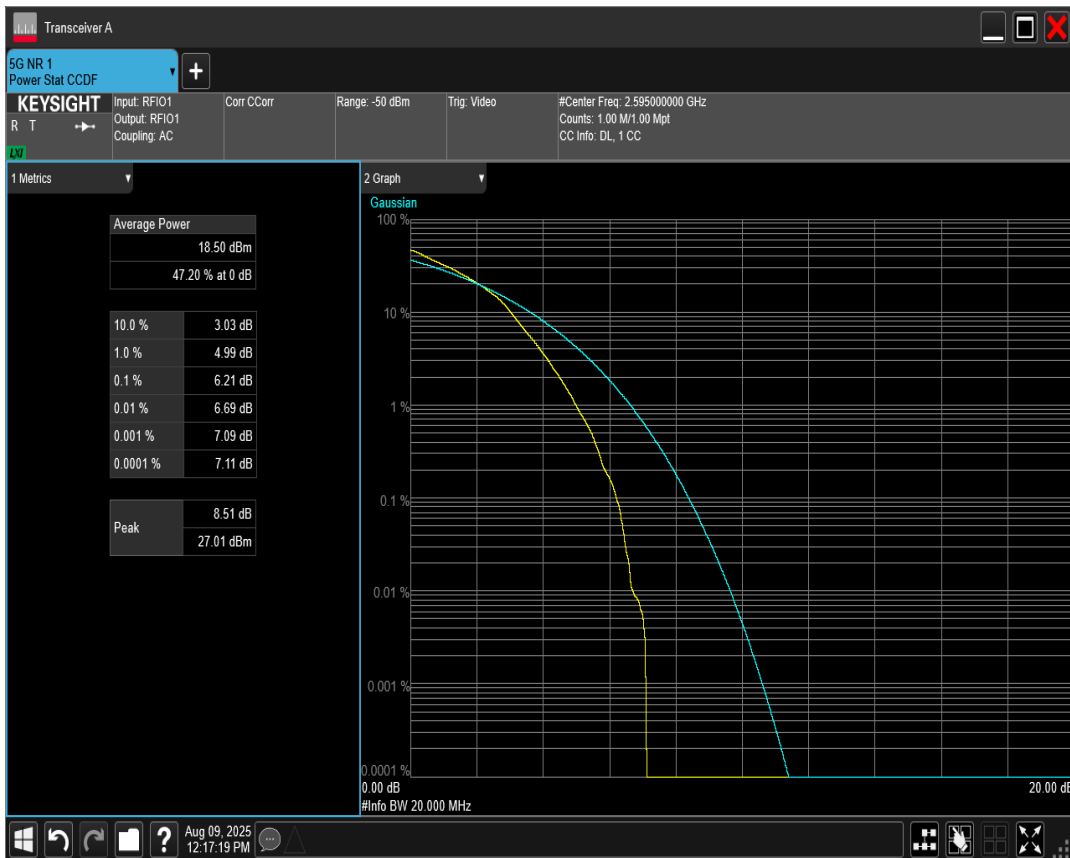 Transceiver A
5G NR 1
Power Stat CCDF
KEYSIGHT
R T
LXI
Input: RFIO1
Output: RFIO1
Coupling: AC
Corr CCorr
Range: -50 dBm
Trig: Video
#Center Freq: 2.595000000 GHz
Counts: 1.00 M/1.00 Mpt
CC Info: DL, 1 CC
1 Metrics
Average Power
18.50 dBm
47.20 % at 0 dB
10.0 % 3.03 dB
1.0 % 4.99 dB
0.1 % 6.21 dB
0.01 % 6.69 dB
0.001 % 7.09 dB
0.0001 % 7.11 dB
Peak
8.51 dB
27.01 dBm
2 Graph
Gaussian
100 %
10 %
1 %
0.1 %
0.01 %
0.001 %
0.0001 %
0.00 dB 20.00 dB
#Info BW 20.000 MHz
Aug 09, 2025
12:17:19 PM